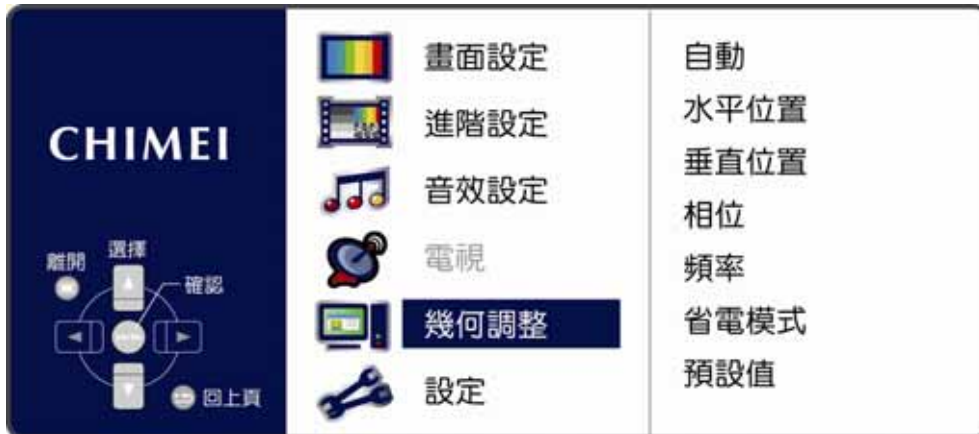 CHIMEI
離開
選擇
確認
回上頁
畫面設定
進階設定
音效設定
電視
幾何調整
設定
自動
水平位置
垂直位置
相位
頻率
省電模式
預設值